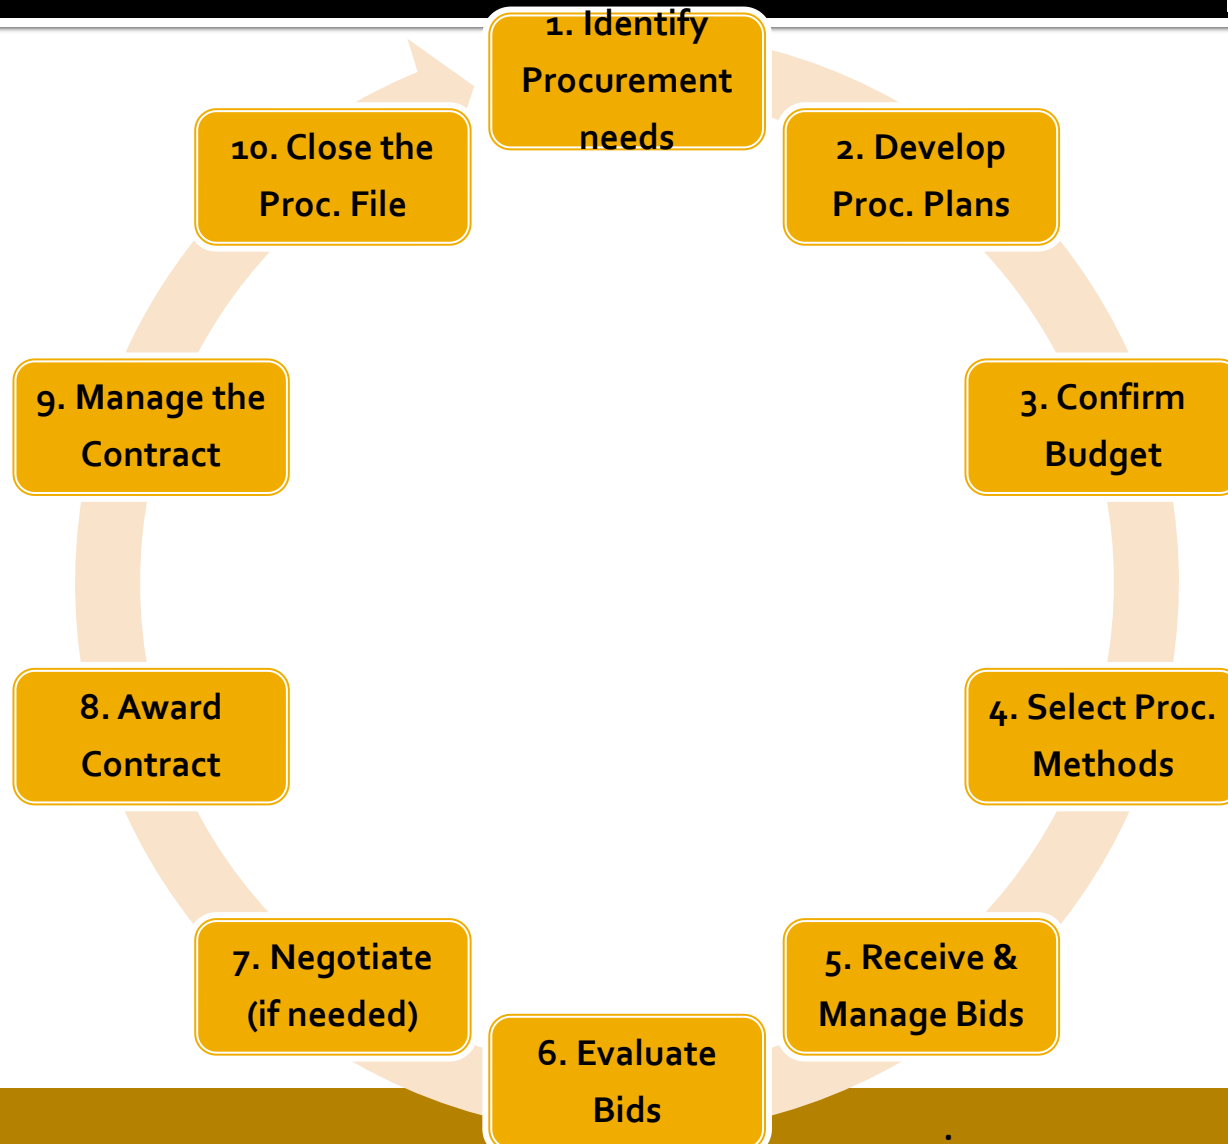 1. Identify
Procurement
needs
2. Develop
Proc. Plans
3. Confirm
Budget
4. Select Proc.
Methods
5. Receive &
Manage Bids
6. Evaluate
Bids
7. Negotiate
(if needed)
8. Award
Contract
9. Manage the
Contract
10. Close the
Proc. File
.